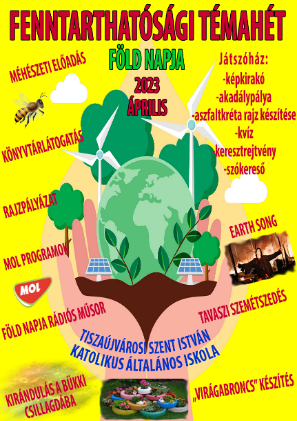 FENNTARTHATÓSÁGI TÉMAHÉT
FÖLD NAPJA
2023
ÁPRILIS
MÉHÉSZETI ELŐADÁS
KÖNYVTÁRLÁTOGATÁS
RAJZPÁLYÁZAT
MOL PROGRAMOK
MOL
FÖLD NAPJA RÁDIÓS MŰSOR
Játszóház:
-képkirakó
-akadálypálya
-aszfaltkréta rajz készítése
-kvíz
keresztrejtvény
-szókereső
EARTH SONG
TAVASZI SZEMÉTSZEDÉS
TISZAÚJVÁROSI SZENT ISTVÁN
KATOLIKUS ÁLTALÁNOS ISKOLA
KIRÁNDULÁS A BÜKKI
CSILLAGDÁBA
„VIRÁGABRONCS" KÉSZÍTÉS